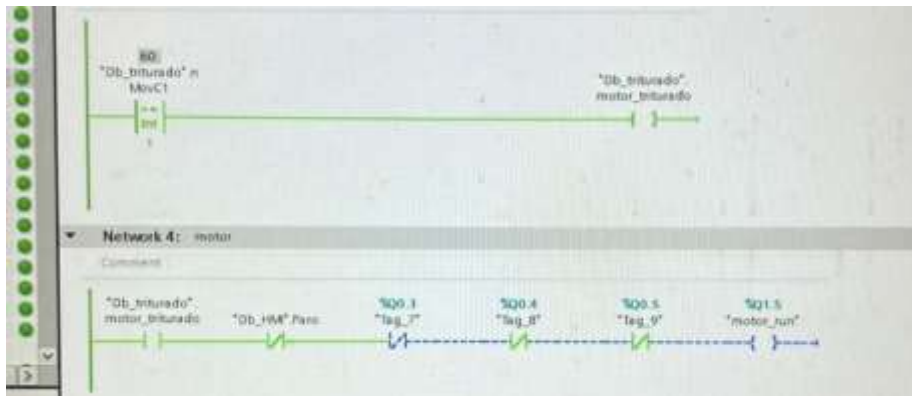 60
"Db_triturado".n
MovC1
"Db_triturado".
motor_triturado
Int
1
Network 4: motor
Comment
"Db_triturado".
motor_triturado
"Db_HMI".Paro
%Q0.3
"Tag_7"
%Q0.4
"Tag_8"
%Q0.5
"Tag_9"
%Q1.5
"motor_run"